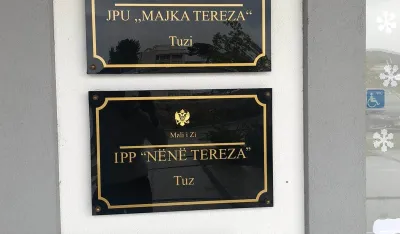 JPU „MAJKA TEREZA“
Tuzi
Mali i Zi
IPP “NËNË TEREZA”
Tuz